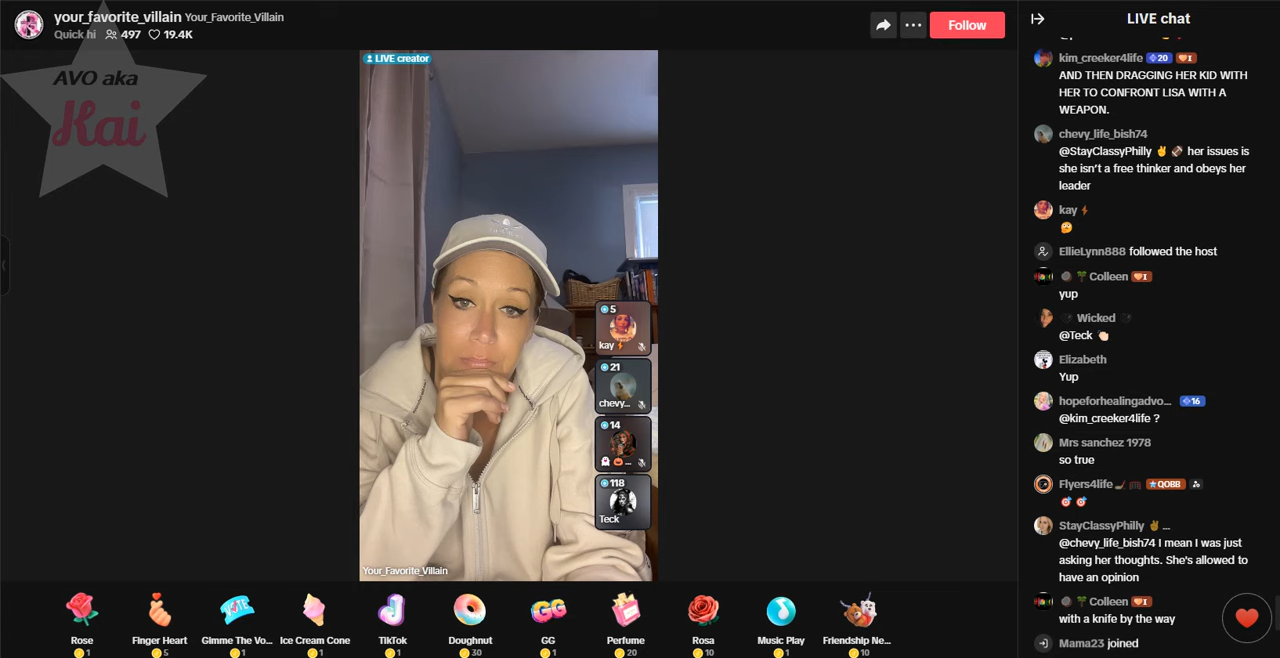 your_favorite_villain Your_Favorite_Villain
Quick hi 497 19.4K
AVO aka
Kai
Follow
LIVE creator
5
kay
21
chevy...
14
...
118
Teck
Your_Favorite_Villain
Rose
1
Finger Heart
5
Gimme The Vo...
1
Ice Cream Cone
1
TikTok
1
Doughnut
30
GG
1
Perfume
20
Rosa
10
Music Play
1
Friendship Ne...
10
LIVE chat
kim_creeker4life 20 I
AND THEN DRAGGING HER KID WITH
HER TO CONFRONT LISA WITH A
WEAPON.
chevy_life_bish74
@StayClassyPhilly ✌️ 🏈 her issues is
she isn't a free thinker and obeys her
leader
kay
EllieLynn888 followed the host
Colleen I
yup
Wicked
@Teck
Elizabeth
Yup
hopeforhealingadvo... 16
@kim_creeker4life ?
Mrs sanchez 1978
so true
Flyers4life QOBB
StayClassyPhilly ...
@chevy_life_bish74 I mean I was just
asking her thoughts. She's allowed to
have an opinion
Colleen I
with a knife by the way
Mama23 joined